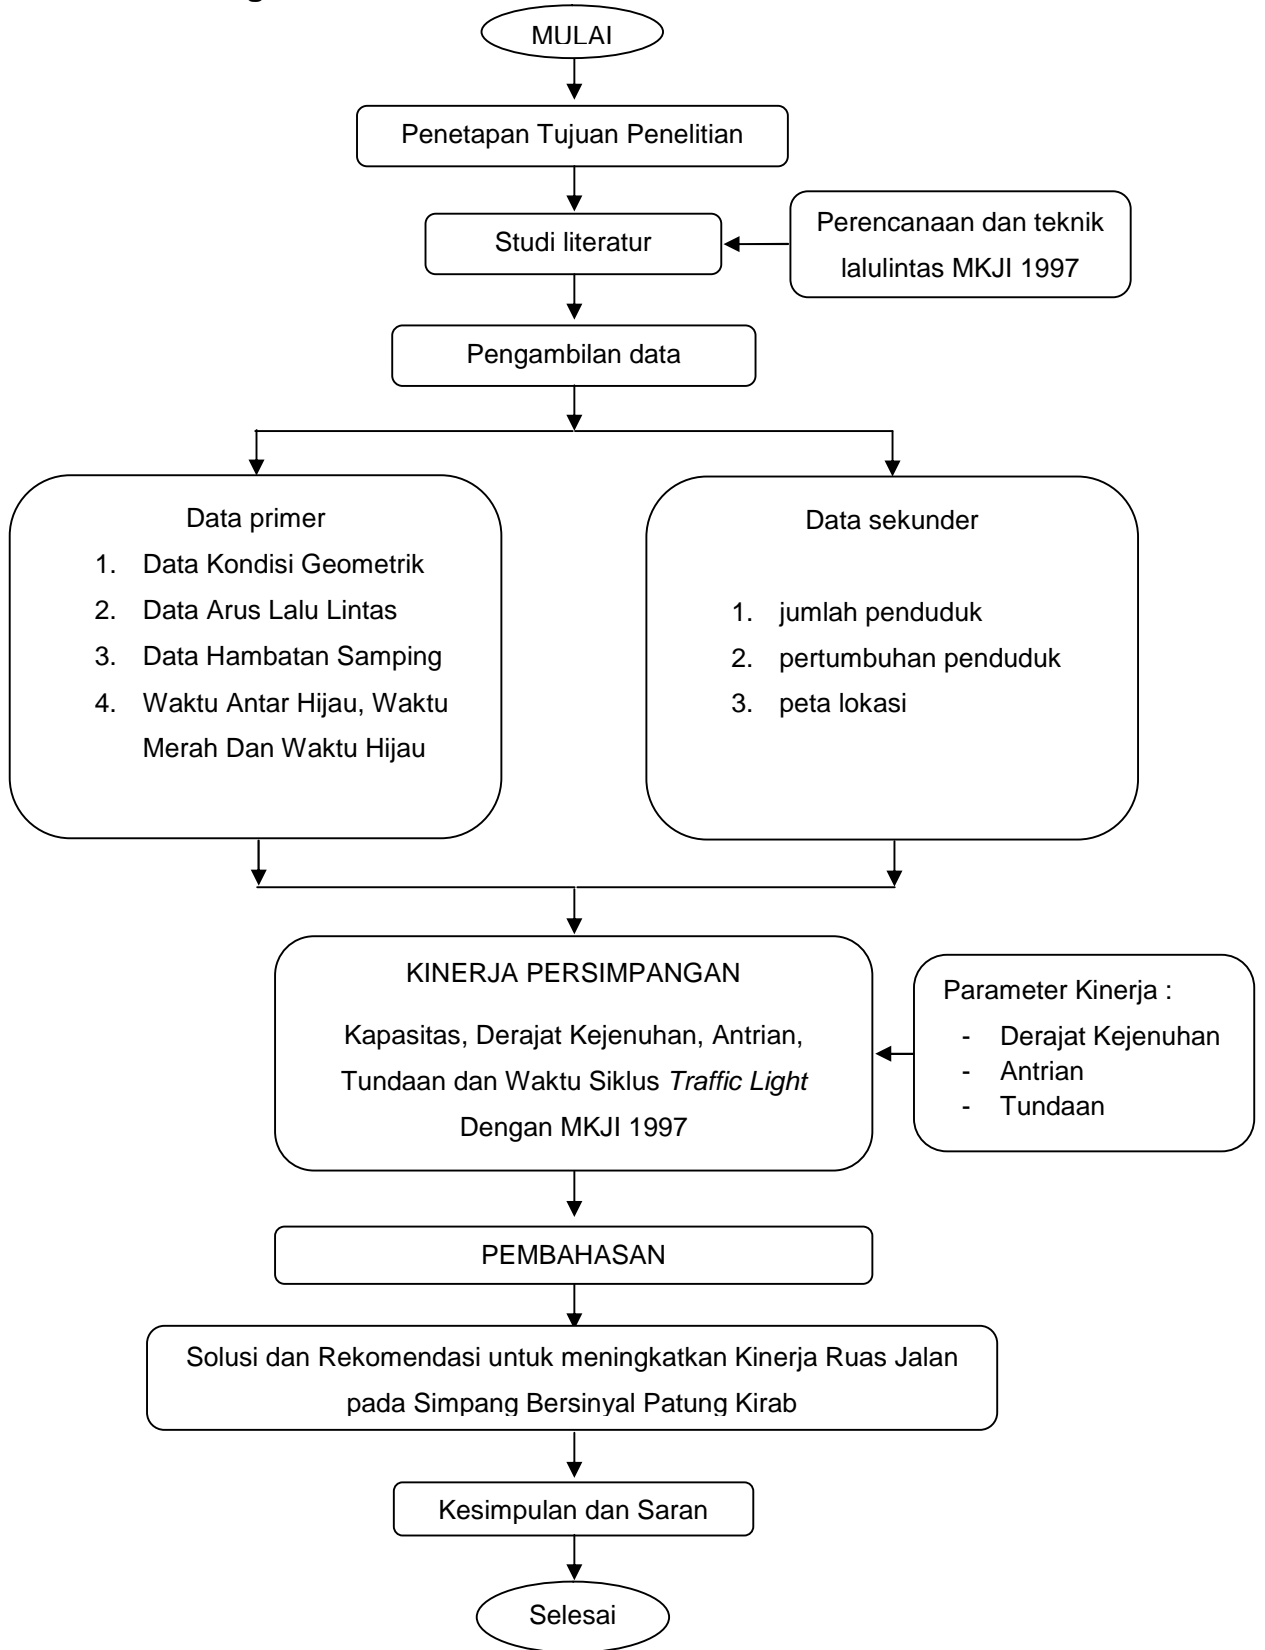 MULAI
Penetapan Tujuan Penelitian
Studi literatur
Perencanaan dan teknik
lalulintas MKJI 1997
Pengambilan data
Data primer
1. Data Kondisi Geometrik
2. Data Arus Lalu Lintas
3. Data Hambatan Samping
4. Waktu Antar Hijau, Waktu
Merah Dan Waktu Hijau
Data sekunder
1. jumlah penduduk
2. pertumbuhan penduduk
3. peta lokasi
KINERJA PERSIMPANGAN
Kapasitas, Derajat Kejenuhan, Antrian,
Tundaan dan Waktu Siklus Traffic Light
Dengan MKJI 1997
Parameter Kinerja :
- Derajat Kejenuhan
- Antrian
- Tundaan
PEMBAHASAN
Solusi dan Rekomendasi untuk meningkatkan Kinerja Ruas Jalan
pada Simpang Bersinyal Patung Kirab
Kesimpulan dan Saran
Selesai